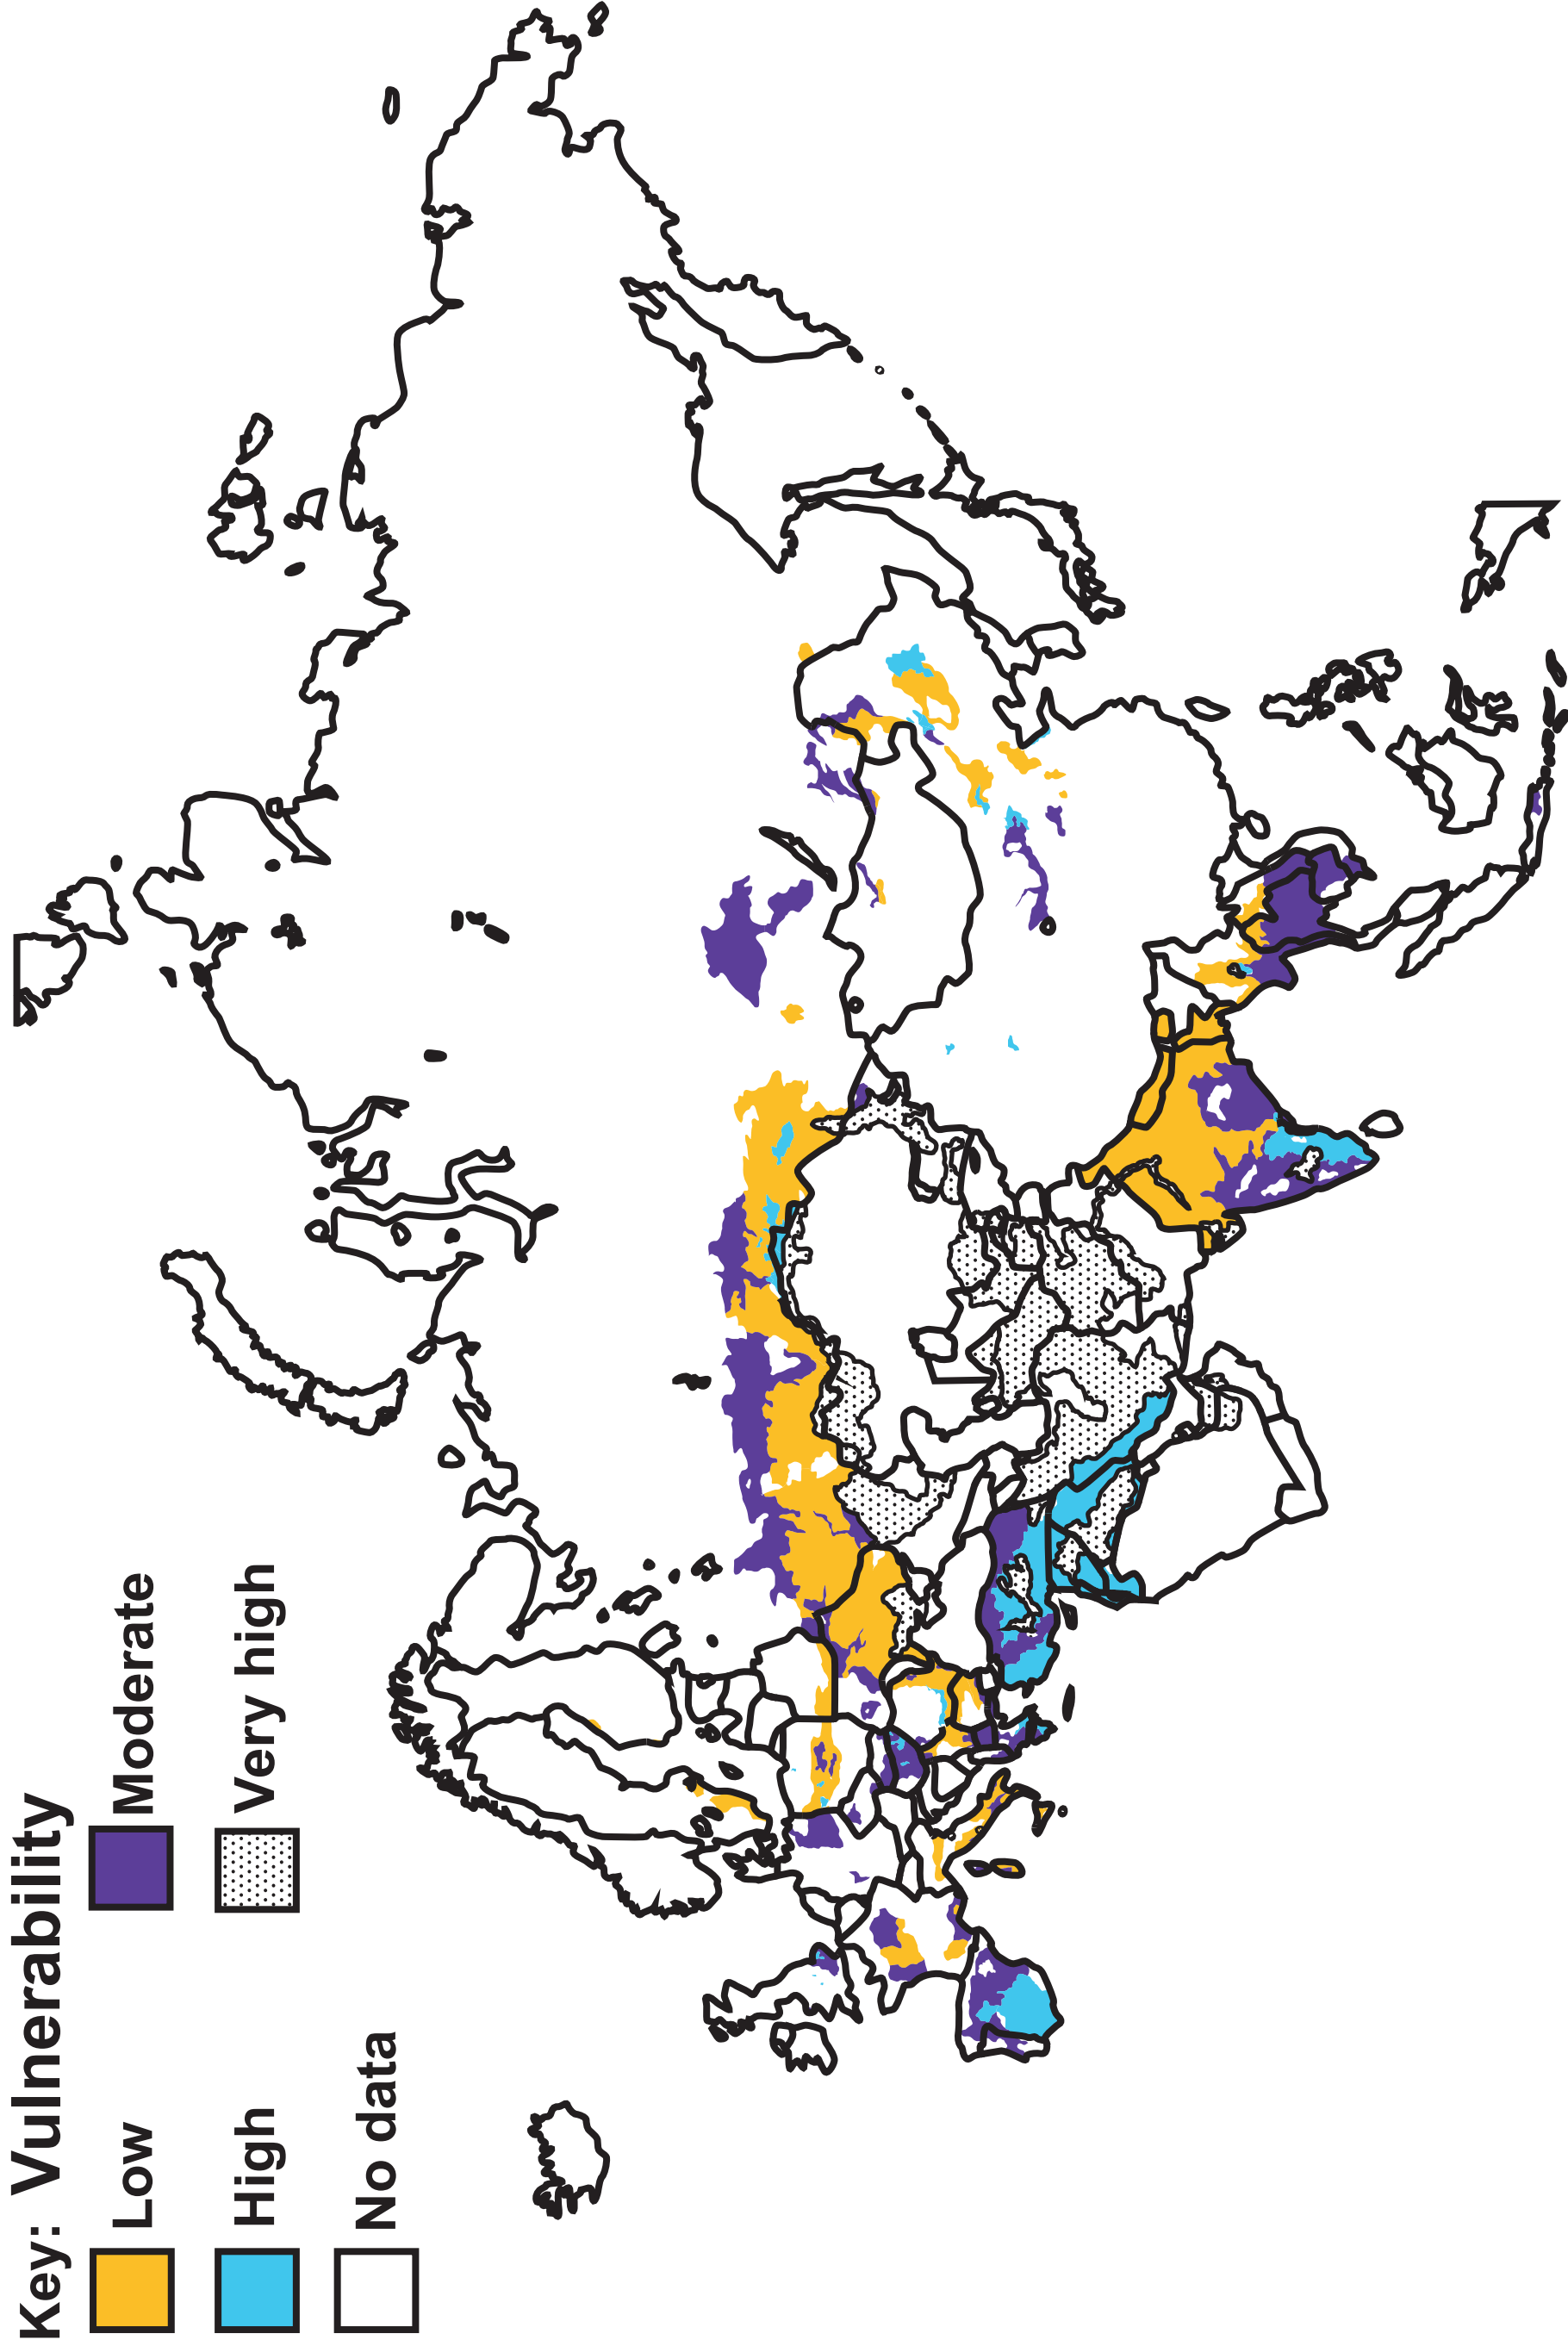 Key: Vulnerability
Low
Moderate
High
Very high
No data